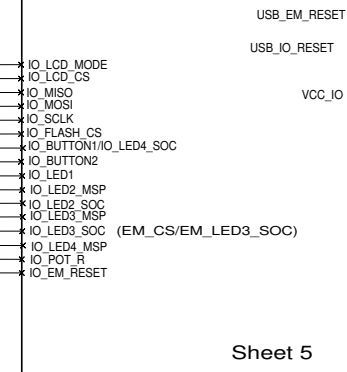 USB_EM_RESET
USB_IO_RESET
IO_LCD_MODE
IO_LCD_CS
IO_MISO
VCC_IO
IO_MOSI
IO_SCLK
IO_FLASH_CS
IO_BUTTON1/IO_LED4_SOC
IO_BUTTON2
IO_LED1
IO_LED2_MSP
IO_LED2_SOC
IO_LED3_MSP
IO_LED3_SOC (EM_CS/EM_LED3_SOC)
IO_LED4_MSP
IO_POT_R
IO_EM_RESET
Sheet 5